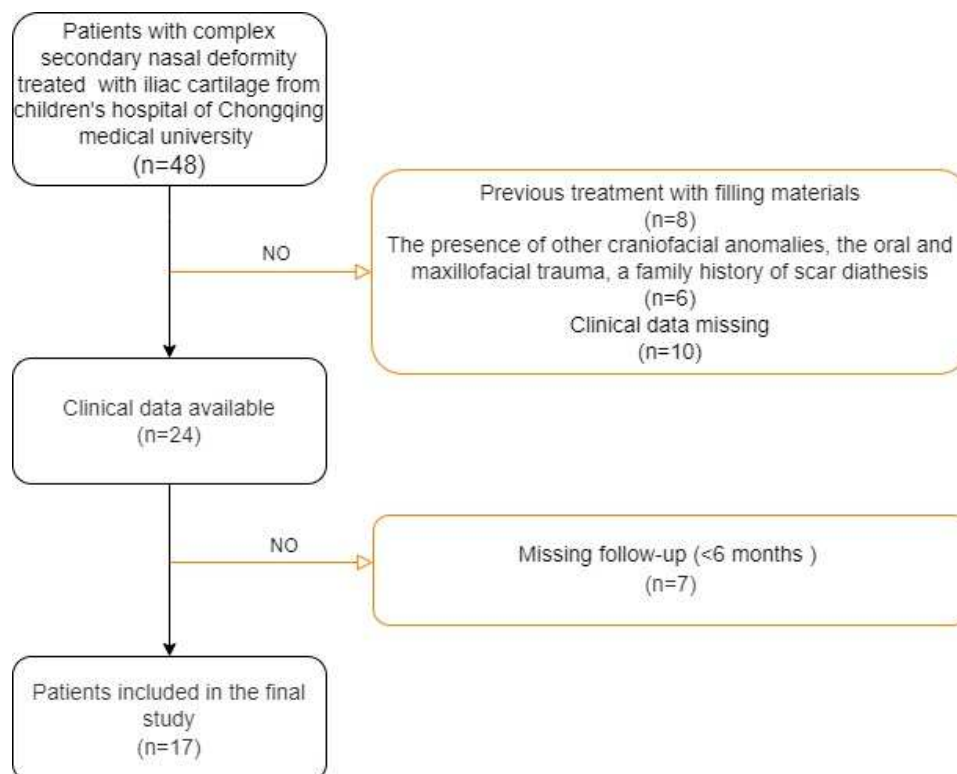 Patients with complex
secondary nasal deformity
treated with iliac cartilage from
children's hospital of Chongqing
medical university
(n=48)
NO
Previous treatment with filling materials
(n=8)
The presence of other craniofacial anomalies, the oral and
maxillofacial trauma, a family history of scar diathesis
(n=6)
Clinical data missing
(n=10)
Clinical data available
(n=24)
NO
Missing follow-up (<6 months )
(n=7)
Patients included in the final
study
(n=17)